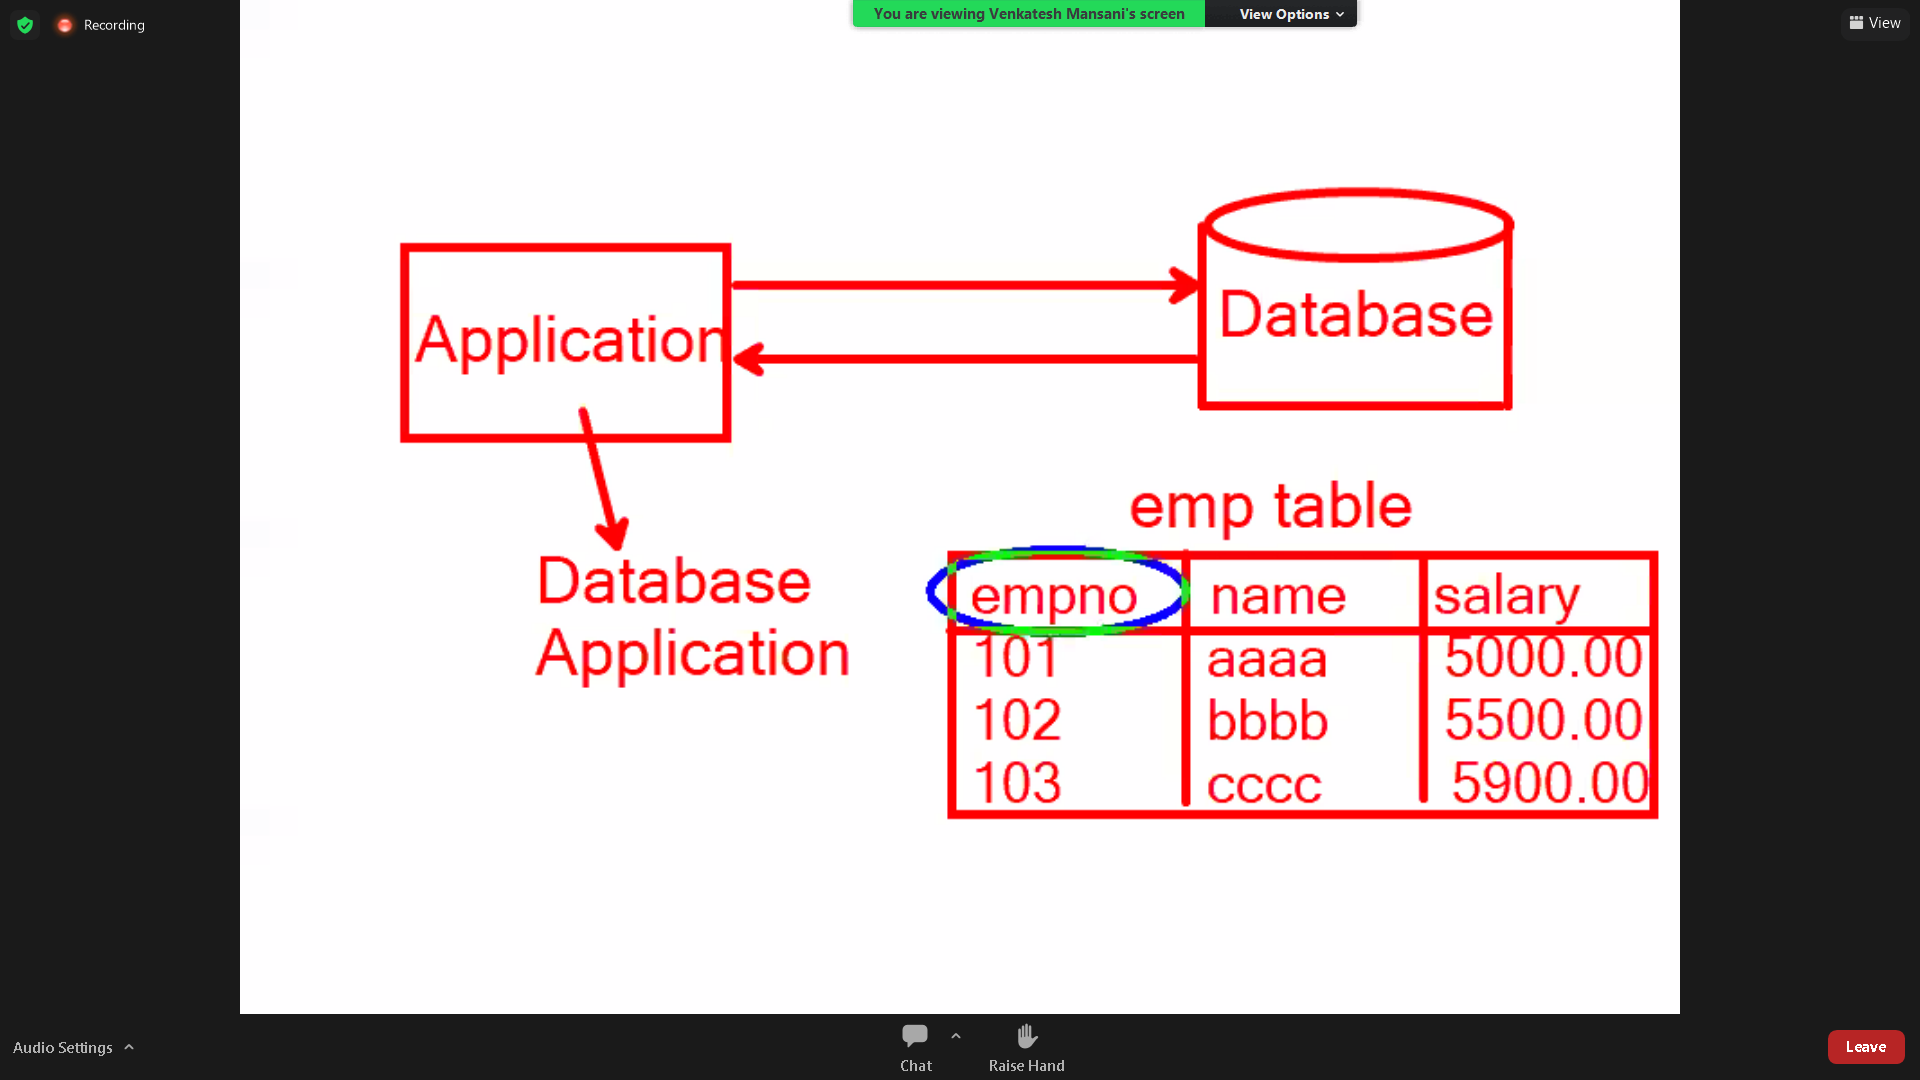 Recording
You are viewing Venkatesh Mansani's screen
View Options
View
Application
Database
Database
Application
emp table
empno name salary
101 aaaa 5000.00
102 bbbb 5500.00
103 cccc 5900.00
Audio Settings
Chat
Raise Hand
Leave